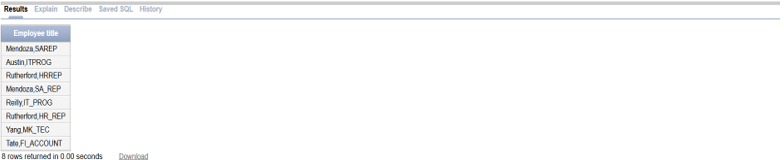 Results Explain Describe Saved SQL History
Employee title
Mendoza,SAREP
Austin,ITPROG
Rutherford,HRREP
Mendoza,SA_REP
Reilly,IT_PROG
Rutherford,HR_REP
Yang,MK_TEC
Tate,FI_ACCOUNT
8 rows returned in 0.00 seconds Download